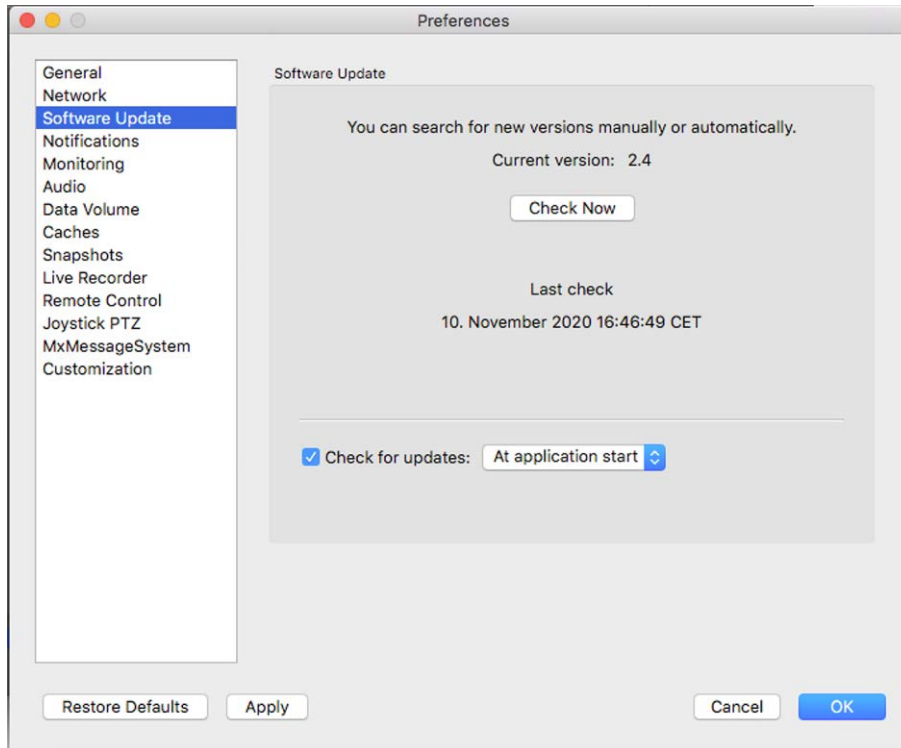 Preferences
General
Network
Software Update
Notifications
Monitoring
Audio
Data Volume
Caches
Snapshots
Live Recorder
Remote Control
Joystick PTZ
MxMessageSystem
Customization
Software Update
You can search for new versions manually or automatically.
Current version: 2.4
Check Now
Last check
10. November 2020 16:46:49 CET
Check for updates: At application start
Restore Defaults Apply Cancel OK